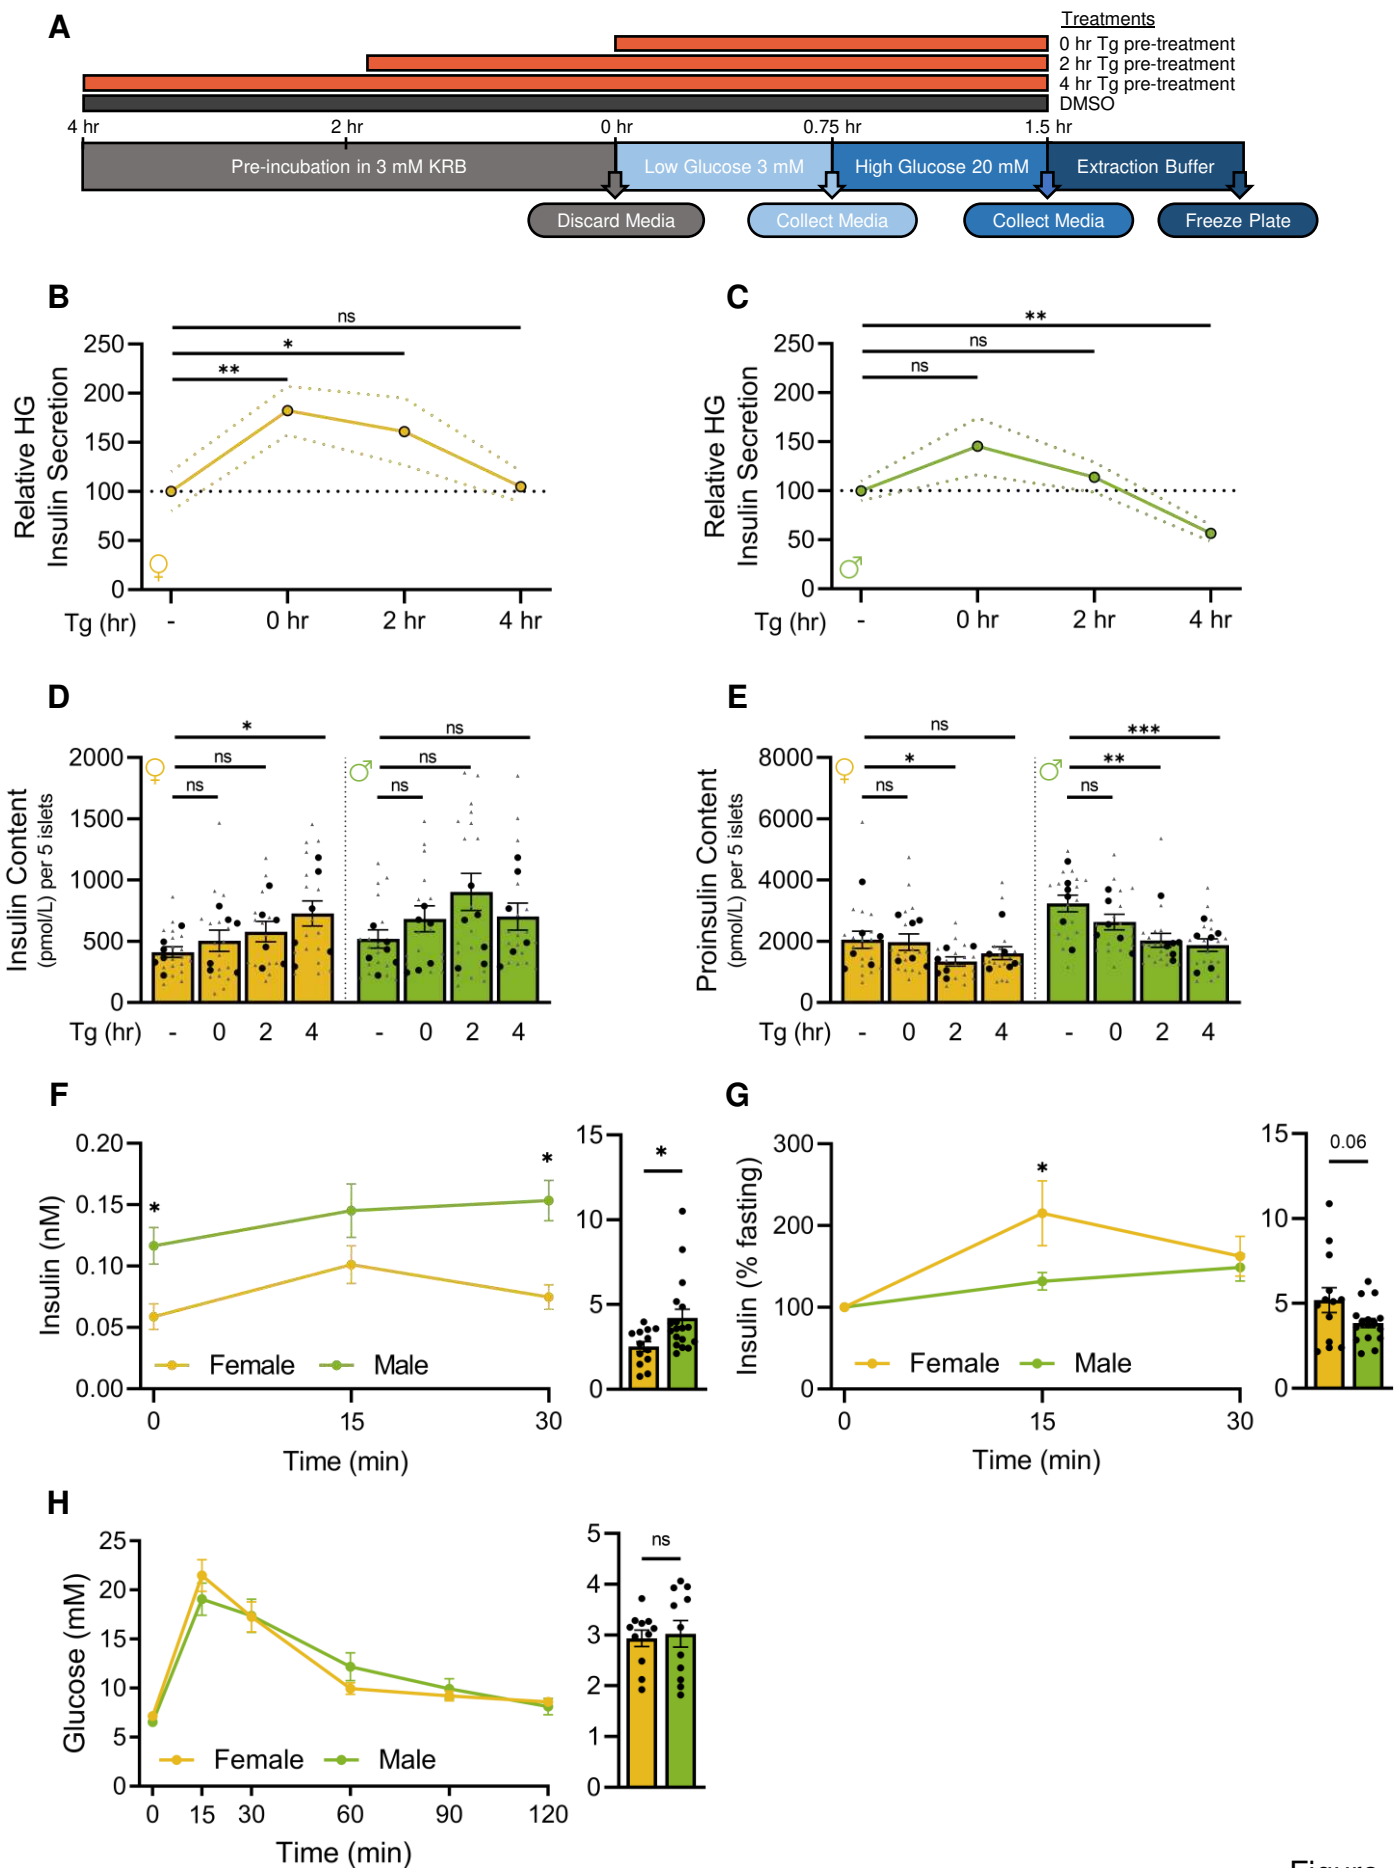 A
Treatments
0 hr Tg pre-treatment
2 hr Tg pre-treatment
4 hr Tg pre-treatment
DMSO
4 hr 2 hr 0 hr 0.75 hr 1.5 hr
Pre-incubation in 3 mM KRB Low Glucose 3 mM High Glucose 20 mM Extraction Buffer
Discard Media Collect Media Collect Media Freeze Plate
B
Relative HG
Insulin Secretion
250
200
150
100
50
0
ns
*
**
♀
Tg (hr) - 0 hr 2 hr 4 hr
C
Relative HG
Insulin Secretion
250
200
150
100
50
0
**
ns
ns
♂
Tg (hr) - 0 hr 2 hr 4 hr
D
Insulin Content
(pmol/L) per 5 islets
2000
1500
1000
500
0
♀
*
ns
ns
♂
ns
ns
ns
Tg (hr) - 0 2 4 - 0 2 4
E
Proinsulin Content
(pmol/L) per 5 islets
8000
6000
4000
2000
0
♀
ns
*
ns
♂
***
**
ns
Tg (hr) - 0 2 4 - 0 2 4
F
Insulin (nM)
0.20
0.15
0.10
0.05
0.00
*
*
Female Male
0 15 30
Time (min)
15
10
5
0
*
G
Insulin (% fasting)
300
200
100
0
*
Female Male
0 15 30
Time (min)
15
10
5
0
0.06
H
Glucose (mM)
25
20
15
10
5
0
Female Male
0 15 30 60 90 120
Time (min)
5
4
3
2
1
0
ns